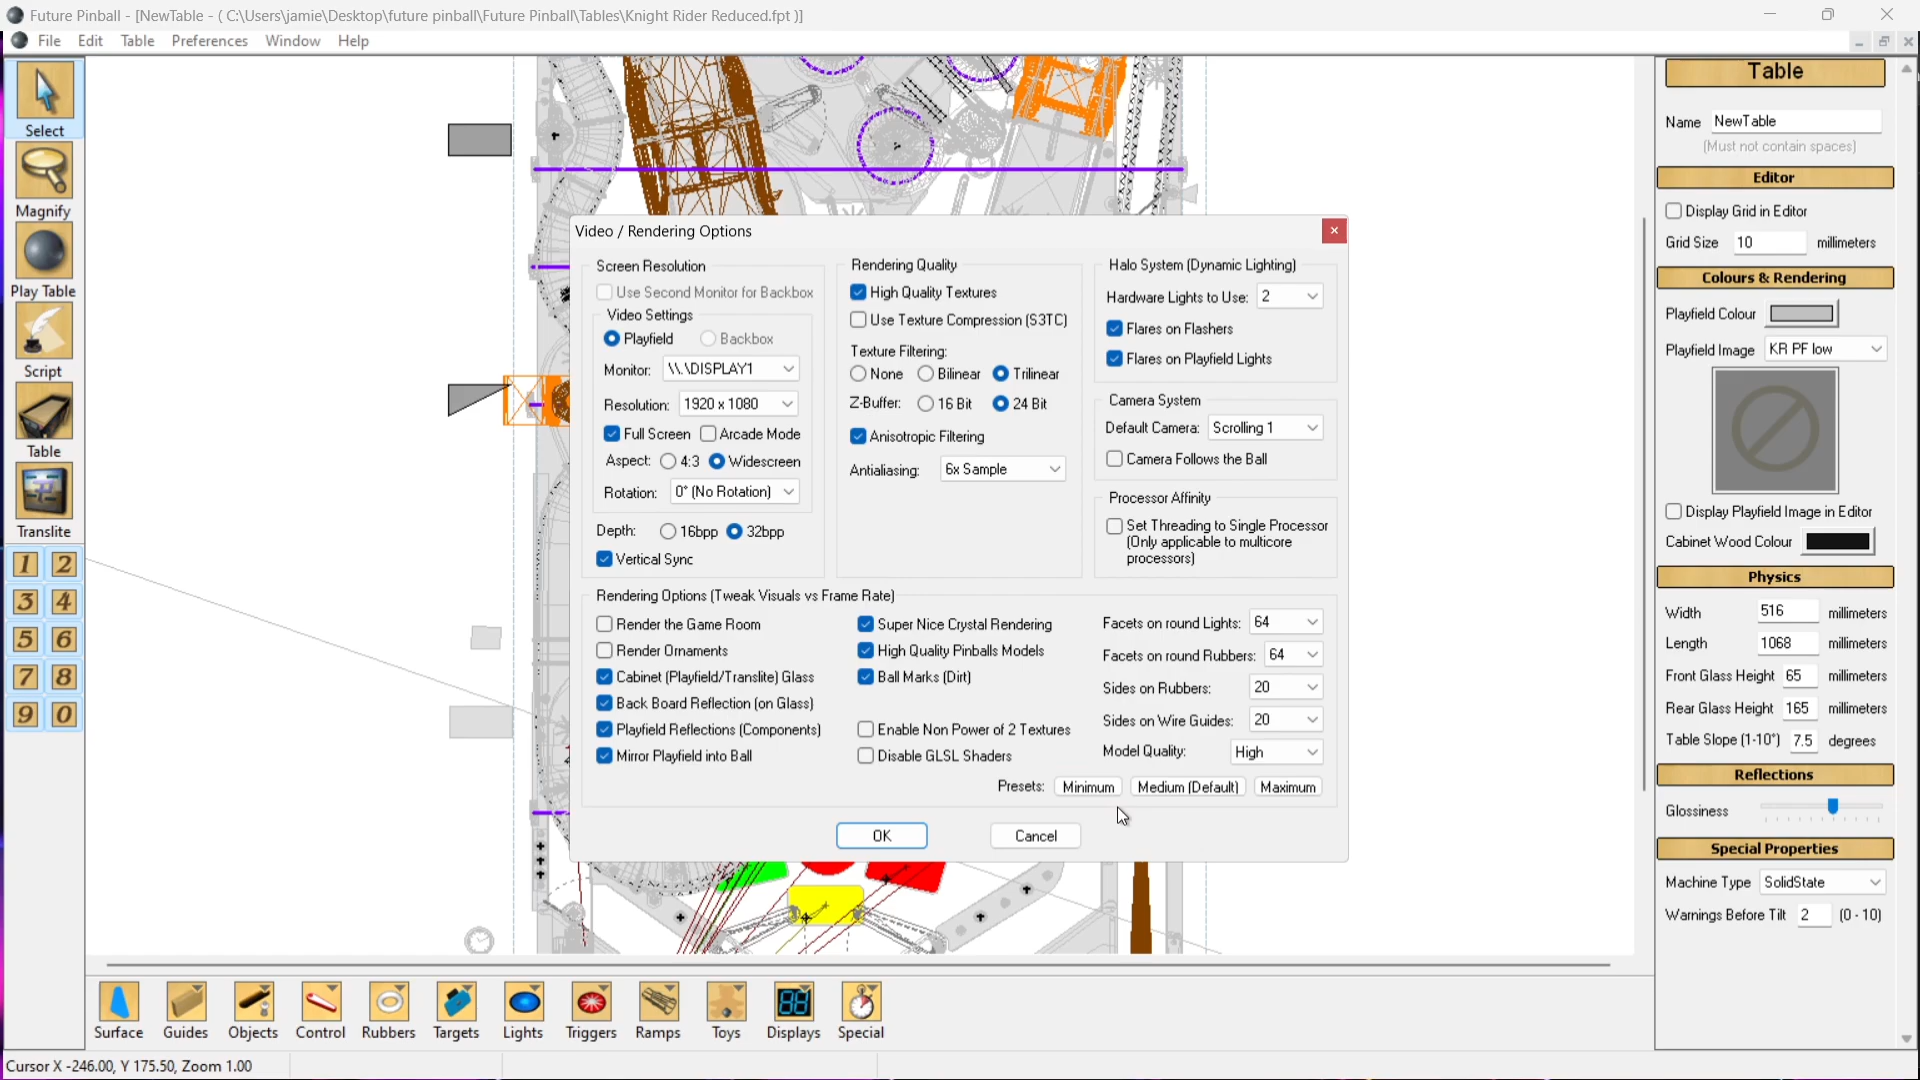 Future Pinball - [NewTable - ( C:\Users\jamie\Desktop\future pinball\Future Pinball\Tables\Knight Rider Reduced.fpt )]
File Edit Table Preferences Window Help
Select
Magnify
Play Table
Script
Table
Translite
1 2
3 4
5 6
7 8
9 0
Video / Rendering Options
Screen Resolution
Use Second Monitor for Backbox
Video Settings
Playfield Backbox
Monitor: \\.\DISPLAY1
Resolution: 1920 x 1080
Full Screen Arcade Mode
Aspect: 4:3 Widescreen
Rotation: 0° (No Rotation)
Depth: 16bpp 32bpp
Vertical Sync
Rendering Quality
High Quality Textures
Use Texture Compression (S3TC)
Texture Filtering:
None Bilinear Trilinear
Z-Buffer: 16 Bit 24 Bit
Anisotropic Filtering
Antialiasing: 6x Sample
Halo System (Dynamic Lighting)
Hardware Lights to Use: 2
Flares on Flashers
Flares on Playfield Lights
Camera System
Default Camera: Scrolling 1
Camera Follows the Ball
Processor Affinity
Set Threading to Single Processor
(Only applicable to multicore
processors)
Rendering Options (Tweak Visuals vs Frame Rate)
Render the Game Room
Render Ornaments
Cabinet (Playfield/Translite) Glass
Back Board Reflection (on Glass)
Playfield Reflections (Components)
Mirror Playfield into Ball
Super Nice Crystal Rendering
High Quality Pinballs Models
Ball Marks (Dirt)
Enable Non Power of 2 Textures
Disable GLSL Shaders
Facets on round Lights: 64
Facets on round Rubbers: 64
Sides on Rubbers: 20
Sides on Wire Guides: 20
Model Quality: High
Presets: Minimum Medium (Default) Maximum
OK Cancel
Table
Name NewTable
(Must not contain spaces)
Editor
Display Grid in Editor
Grid Size 10 millimeters
Colours & Rendering
Playfield Colour
Playfield Image KR PF low
Display Playfield Image in Editor
Cabinet Wood Colour
Physics
Width 516 millimeters
Length 1068 millimeters
Front Glass Height 65 millimeters
Rear Glass Height 165 millimeters
Table Slope (1-10°) 7.5 degrees
Reflections
Glossiness
Special Properties
Machine Type SolidState
Warnings Before Tilt 2 (0 - 10)
Surface Guides Objects Control Rubbers Targets Lights Triggers Ramps Toys Displays Special
Cursor X -246.00, Y 175.50, Zoom 1.00